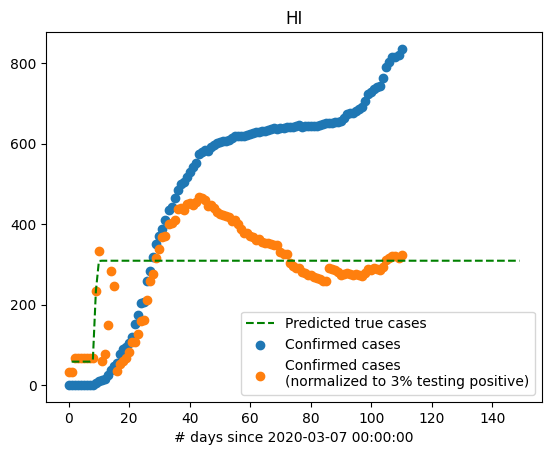 HI
800
600
400
200
0
Predicted true cases
Confirmed cases
Confirmed cases
(normalized to 3% testing positive)
0 20 40 60 80 100 120 140
# days since 2020-03-07 00:00:00